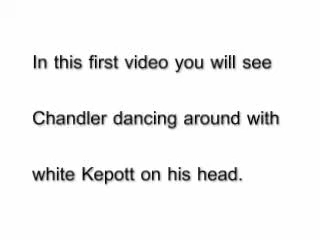 In this first video you will see
Chandler dancing around with
white Kepott on his head.